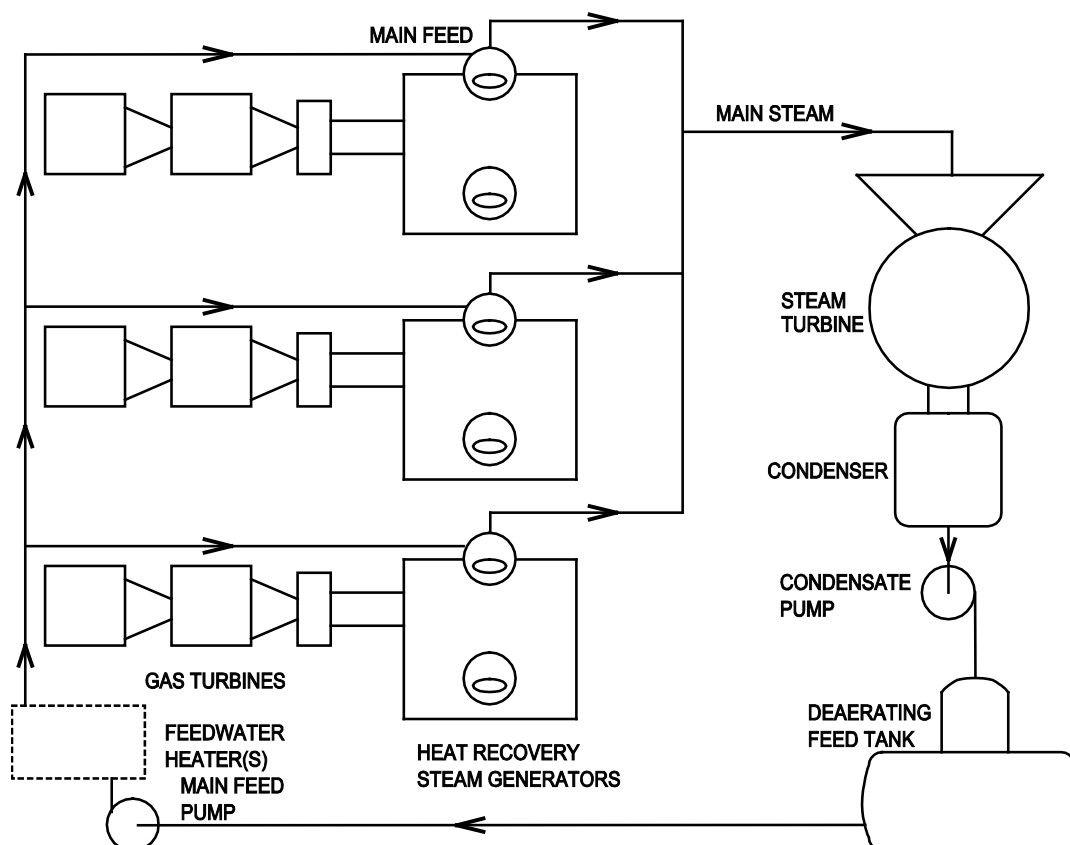 MAIN FEED
MAIN STEAM
STEAM
TURBINE
CONDENSER
CONDENSATE
PUMP
GAS TURBINES
DEAERATING
FEED TANK
FEEDWATER
HEATER(S)
MAIN FEED
PUMP
HEAT RECOVERY
STEAM GENERATORS